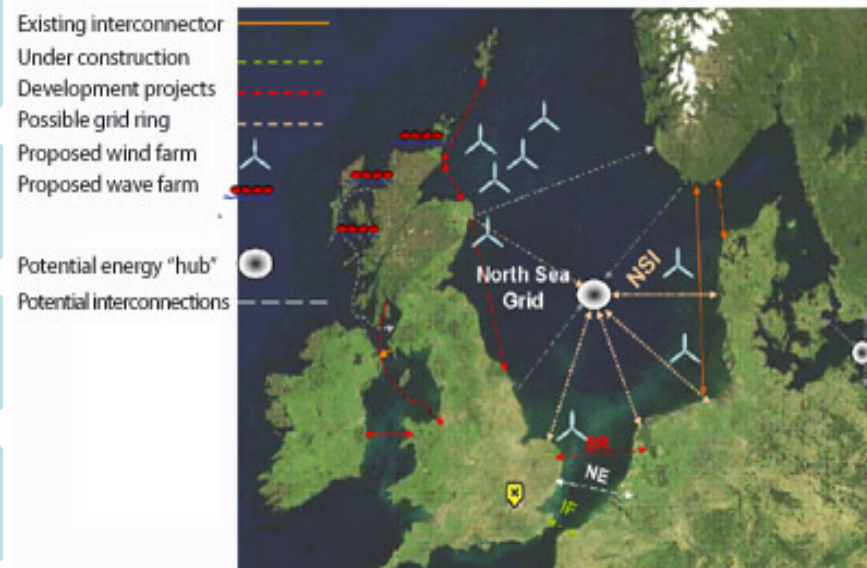 Existing interconnector
Under construction
Development projects
Possible grid ring
Proposed wind farm
Proposed wave farm
Potential energy "hub"
Potential interconnections
North Sea
Grid
NSI
BR
NE
IF